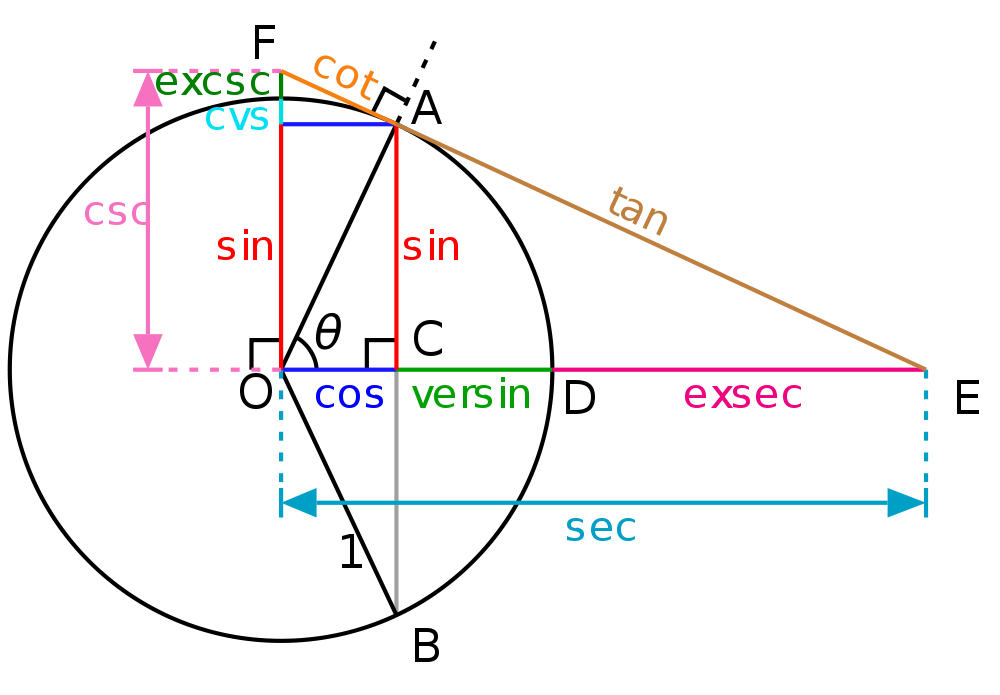 F
cot
excsc
A
cvs
csc
tan
sin
sin
θ
C
O
cos
versin
D
exsec
E
sec
1
B